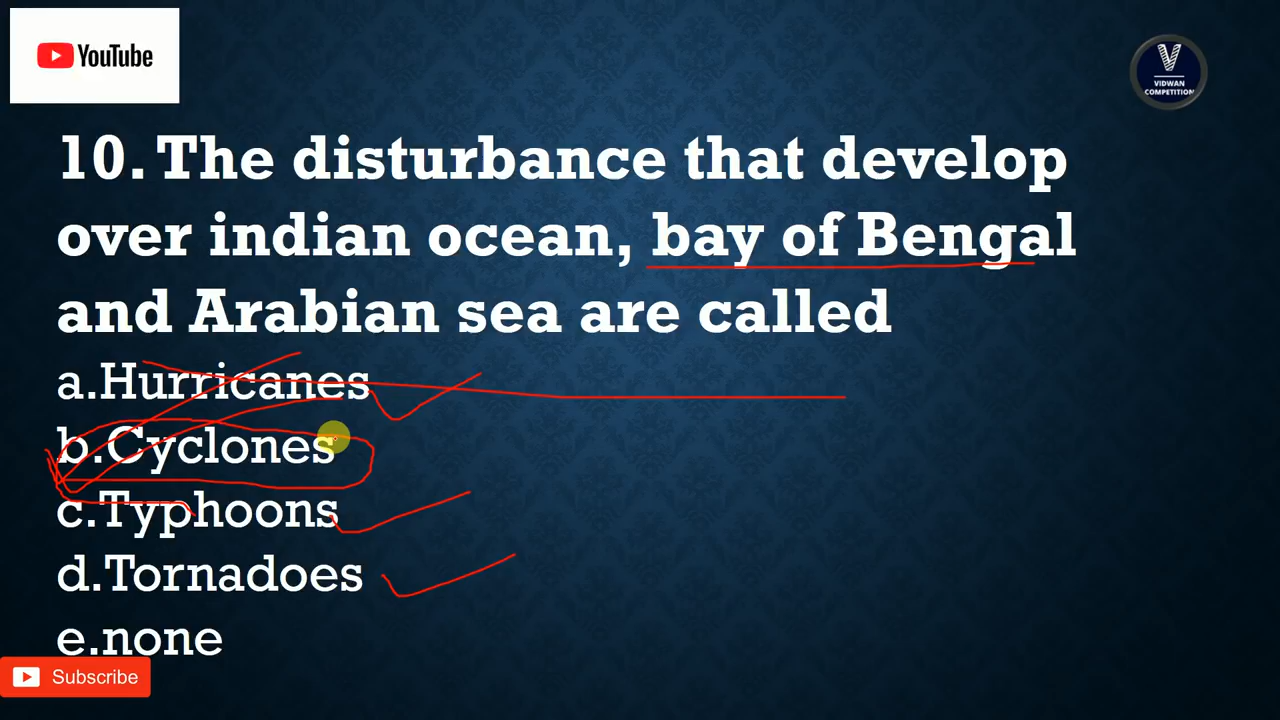 YouTube
VIDWAN
COMPETITION
10. The disturbance that develop
over indian ocean, bay of Bengal
and Arabian sea are called
a.Hurricanes
b.Cyclones
c.Typhoons
d.Tornadoes
e.none
Subscribe